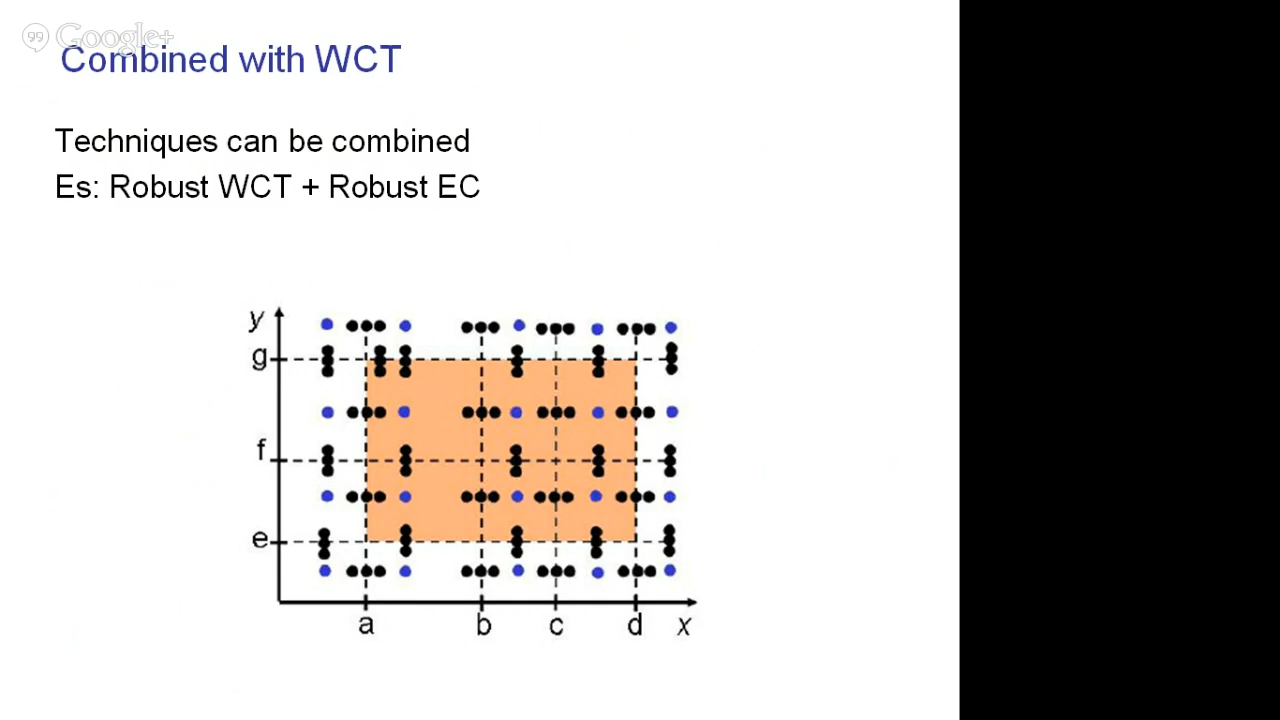 Google+
Combined with WCT
Techniques can be combined
Es: Robust WCT + Robust EC
y
g
f
e
a b c d x